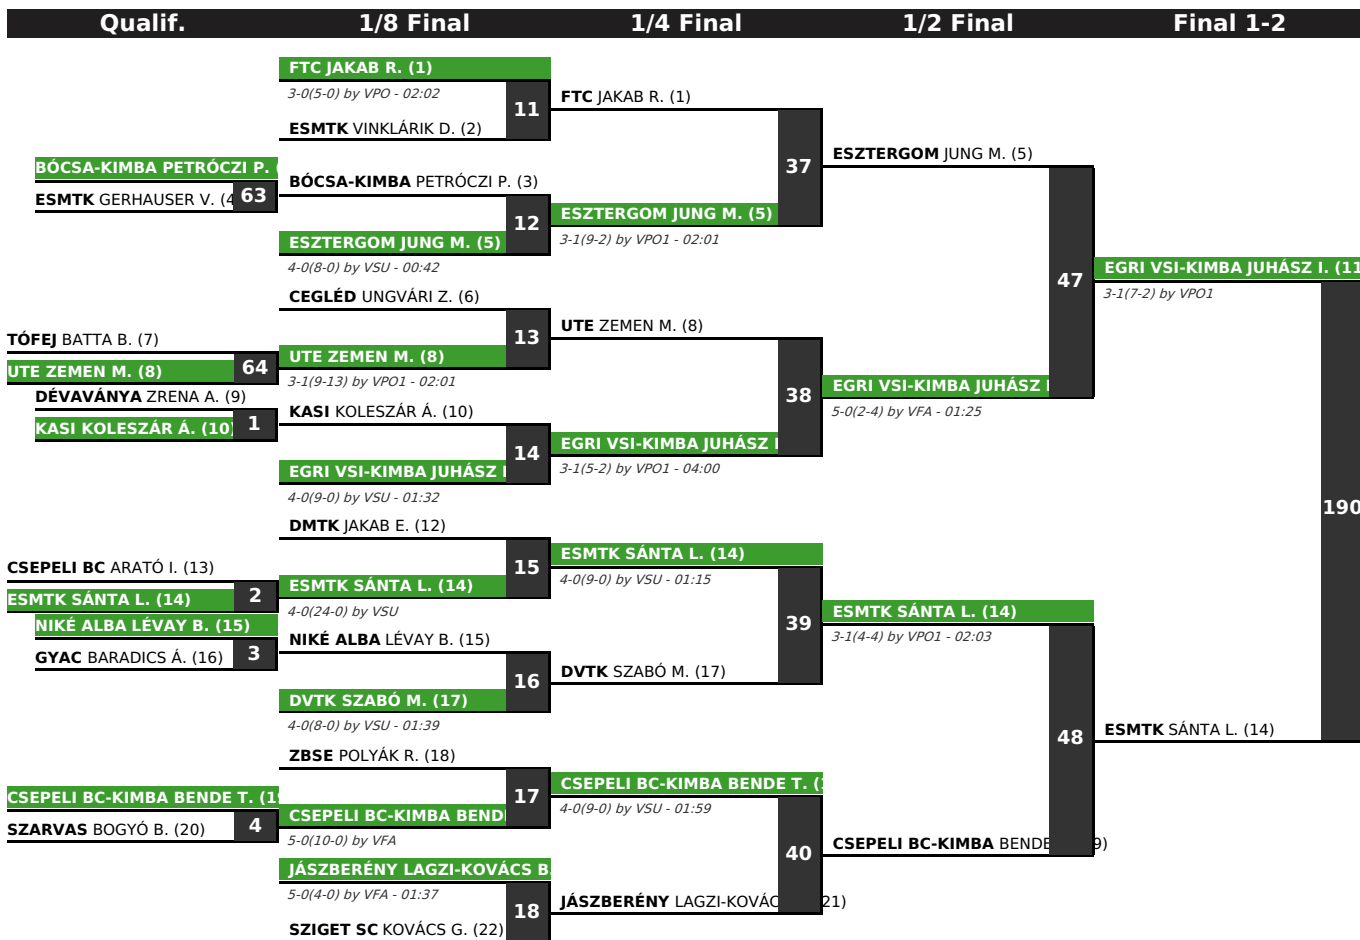 Qualif. 1/8 Final 1/4 Final 1/2 Final Final 1-2
FTC JAKAB R. (1)
3-0(5-0) by VPO - 02:02
11
FTC JAKAB R. (1)
ESMTK VINKLÁRIK D. (2)
37
ESZTERGOM JUNG M. (5)
BÓCSA-KIMBA PETRÓCZI P. (
63
ESMTK GERHAUSER V. (4
BÓCSA-KIMBA PETRÓCZI P. (3)
12
ESZTERGOM JUNG M. (5)
3-1(9-2) by VPO1 - 02:01
ESZTERGOM JUNG M. (5)
4-0(8-0) by VSU - 00:42
47
EGRI VSI-KIMBA JUHÁSZ I. (11
3-1(7-2) by VPO1
CEGLÉD UNGVÁRI Z. (6)
13
UTE ZEMEN M. (8)
TÓFEJ BATTA B. (7)
64
UTE ZEMEN M. (8)
UTE ZEMEN M. (8)
3-1(9-13) by VPO1 - 02:01
38
EGRI VSI-KIMBA JUHÁSZ
5-0(2-4) by VFA - 01:25
DÉVAVÁNYA ZRENA A. (9)
1
KASI KOLESZÁR Á. (10)
KASI KOLESZÁR Á. (10)
14
EGRI VSI-KIMBA JUHÁSZ
3-1(5-2) by VPO1 - 04:00
EGRI VSI-KIMBA JUHÁSZ
4-0(9-0) by VSU - 01:32
190
DMTK JAKAB E. (12)
15
ESMTK SÁNTA L. (14)
4-0(9-0) by VSU - 01:15
CSEPELI BC ARATÓ I. (13)
2
ESMTK SÁNTA L. (14)
ESMTK SÁNTA L. (14)
4-0(24-0) by VSU
39
ESMTK SÁNTA L. (14)
3-1(4-4) by VPO1 - 02:03
NIKÉ ALBA LÉVAY B. (15)
3
GYAC BARADICS Á. (16)
NIKÉ ALBA LÉVAY B. (15)
16
DVTK SZABÓ M. (17)
DVTK SZABÓ M. (17)
4-0(8-0) by VSU - 01:39
48
ESMTK SÁNTA L. (14)
ZBSE POLYÁK R. (18)
17
CSEPELI BC-KIMBA BENDE T. (
4-0(9-0) by VSU - 01:59
CSEPELI BC-KIMBA BENDE T. (19
4
SZARVAS BOGYÓ B. (20)
CSEPELI BC-KIMBA BENDE
5-0(10-0) by VFA
40
CSEPELI BC-KIMBA BENDE 9)
JÁSZBERÉNY LAGZI-KOVÁCS B.
5-0(4-0) by VFA - 01:37
18
JÁSZBERÉNY LAGZI-KOVÁC 21)
SZIGET SC KOVÁCS G. (22)